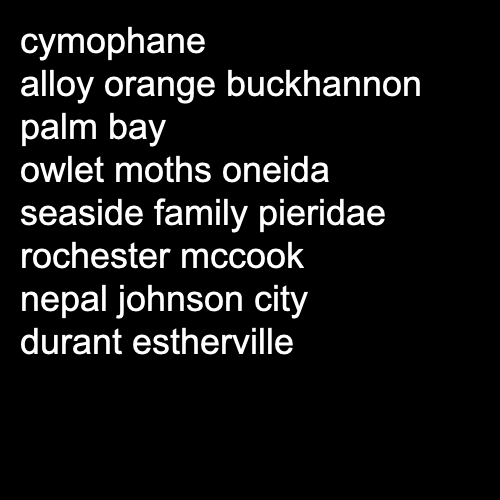 cymophane
alloy orange buckhannon
palm bay
owlet moths oneida
seaside family pieridae
rochester mccook
nepal johnson city
durant estherville